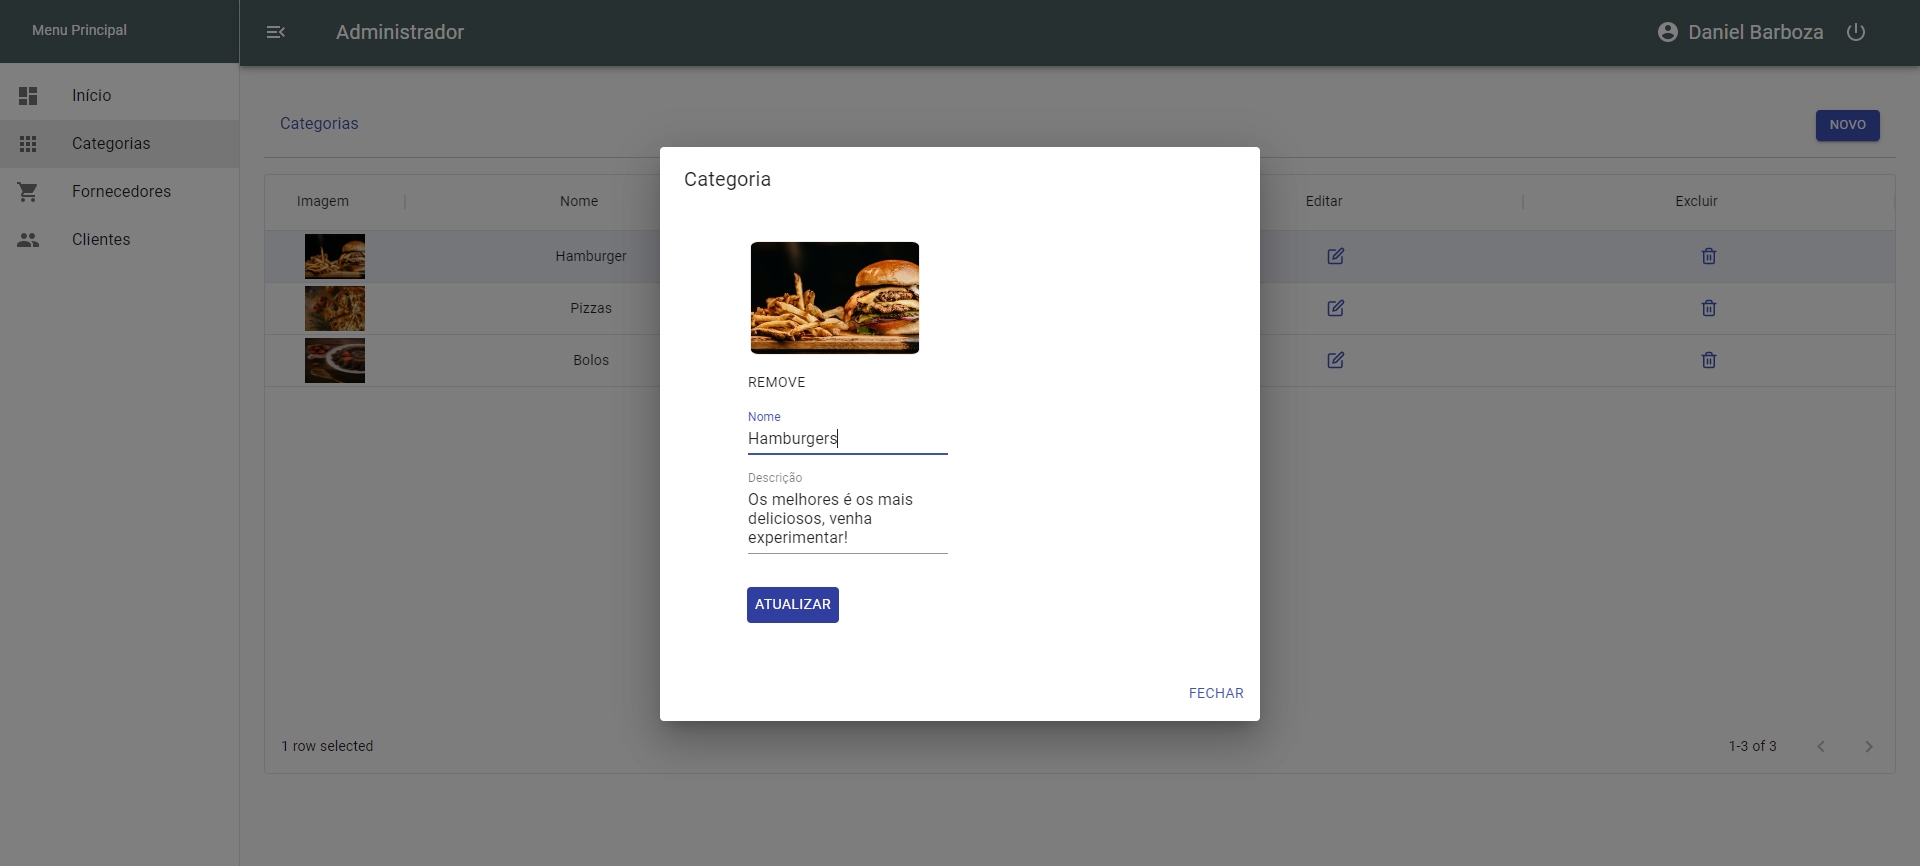 Menu Principal
Administrador
Daniel Barboza
Início
Categorias
Fornecedores
Clientes
Categorias
NOVO
Imagem
Nome
Editar
Excluir
Hamburger
Pizzas
Bolos
Categoria
REMOVE
Nome
Hamburgers
Descrição
Os melhores é os mais
deliciosos, venha
experimentar!
ATUALIZAR
FECHAR
1 row selected
1-3 of 3